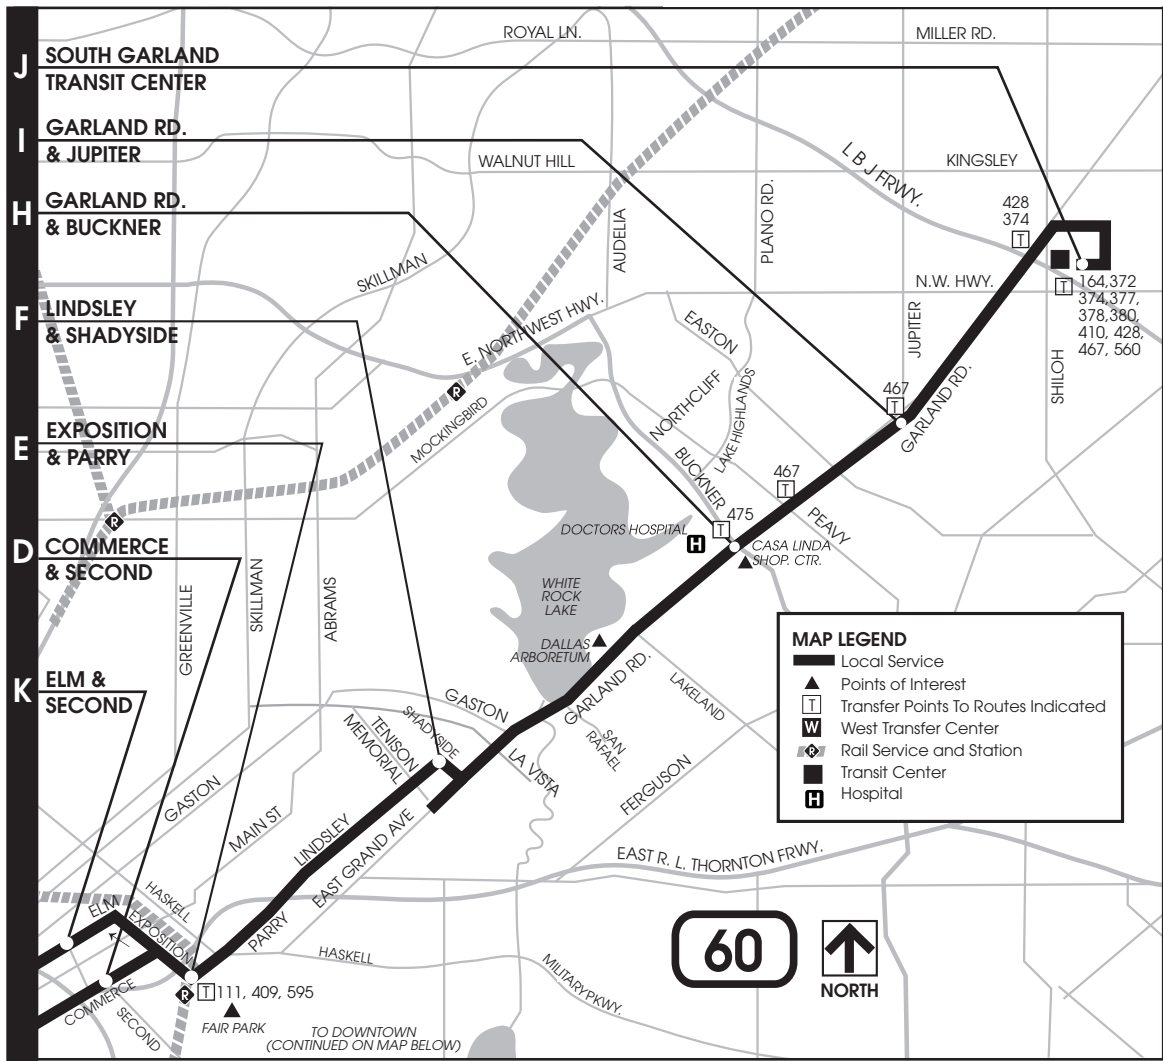 ROYAL LN.
MILLER RD.
J
SOUTH GARLAND
TRANSIT CENTER
I
GARLAND RD.
& JUPITER
WALNUT HILL
L B J FRWY.
KINGSLEY
H
GARLAND RD.
& BUCKNER
AUDELIA
PLANO RD.
428
374
T
SKILLMAN
N.W. HWY.
T
164,372
374,377,
378,380,
410, 428,
467, 560
F
LINDSLEY
& SHADYSIDE
E. NORTHWEST HWY.
EASTON
JUPITER
SHILOH
R
MOCKINGBIRD
NORTHCLIFF
LAKE HIGHLANDS
467
T
GARLAND RD.
E
EXPOSITION
& PARRY
BUCKNER
467
T
PEAVY
R
DOCTORS HOSPITAL
H
T
475
CASA LINDA
SHOP. CTR.
D
COMMERCE
& SECOND
GREENVILLE
SKILLMAN
ABRAMS
WHITE
ROCK
LAKE
DALLAS
ARBORETUM
GARLAND RD.
LAKELAND
K
ELM &
SECOND
GASTON
SHADYSIDE
TENISON
MEMORIAL
LA VISTA
SAN
RAFAEL
FERGUSON
MAP LEGEND
Local Service
Points of Interest
T
Transfer Points To Routes Indicated
W
West Transfer Center
R
Rail Service and Station
Transit Center
H
Hospital
GASTON
MAIN ST
LINDSLEY
EAST GRAND AVE
EAST R. L. THORNTON FRWY.
HASKELL
ELM
EXPOSITION
PARRY
HASKELL
MILITARY PKWY.
60
NORTH
COMMERCE
SECOND
R
T
111, 409, 595
FAIR PARK
TO DOWNTOWN
(CONTINUED ON MAP BELOW)